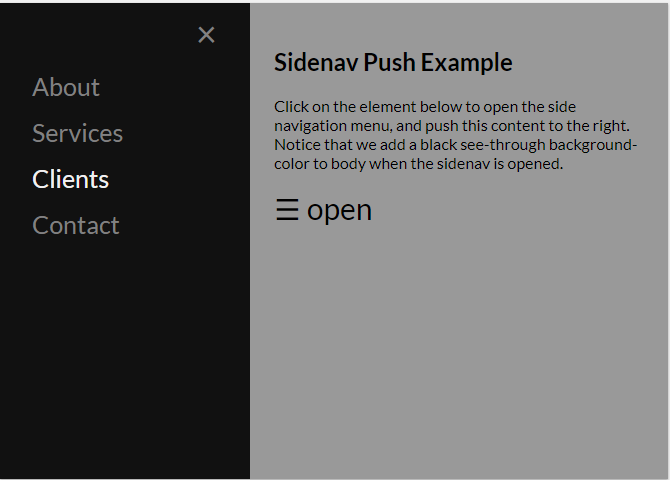 ×
About
Services
Clients
Contact
Sidenav Push Example
Click on the element below to open the side
navigation menu, and push this content to the right.
Notice that we add a black see-through background-
color to body when the sidenav is opened.
☰ open